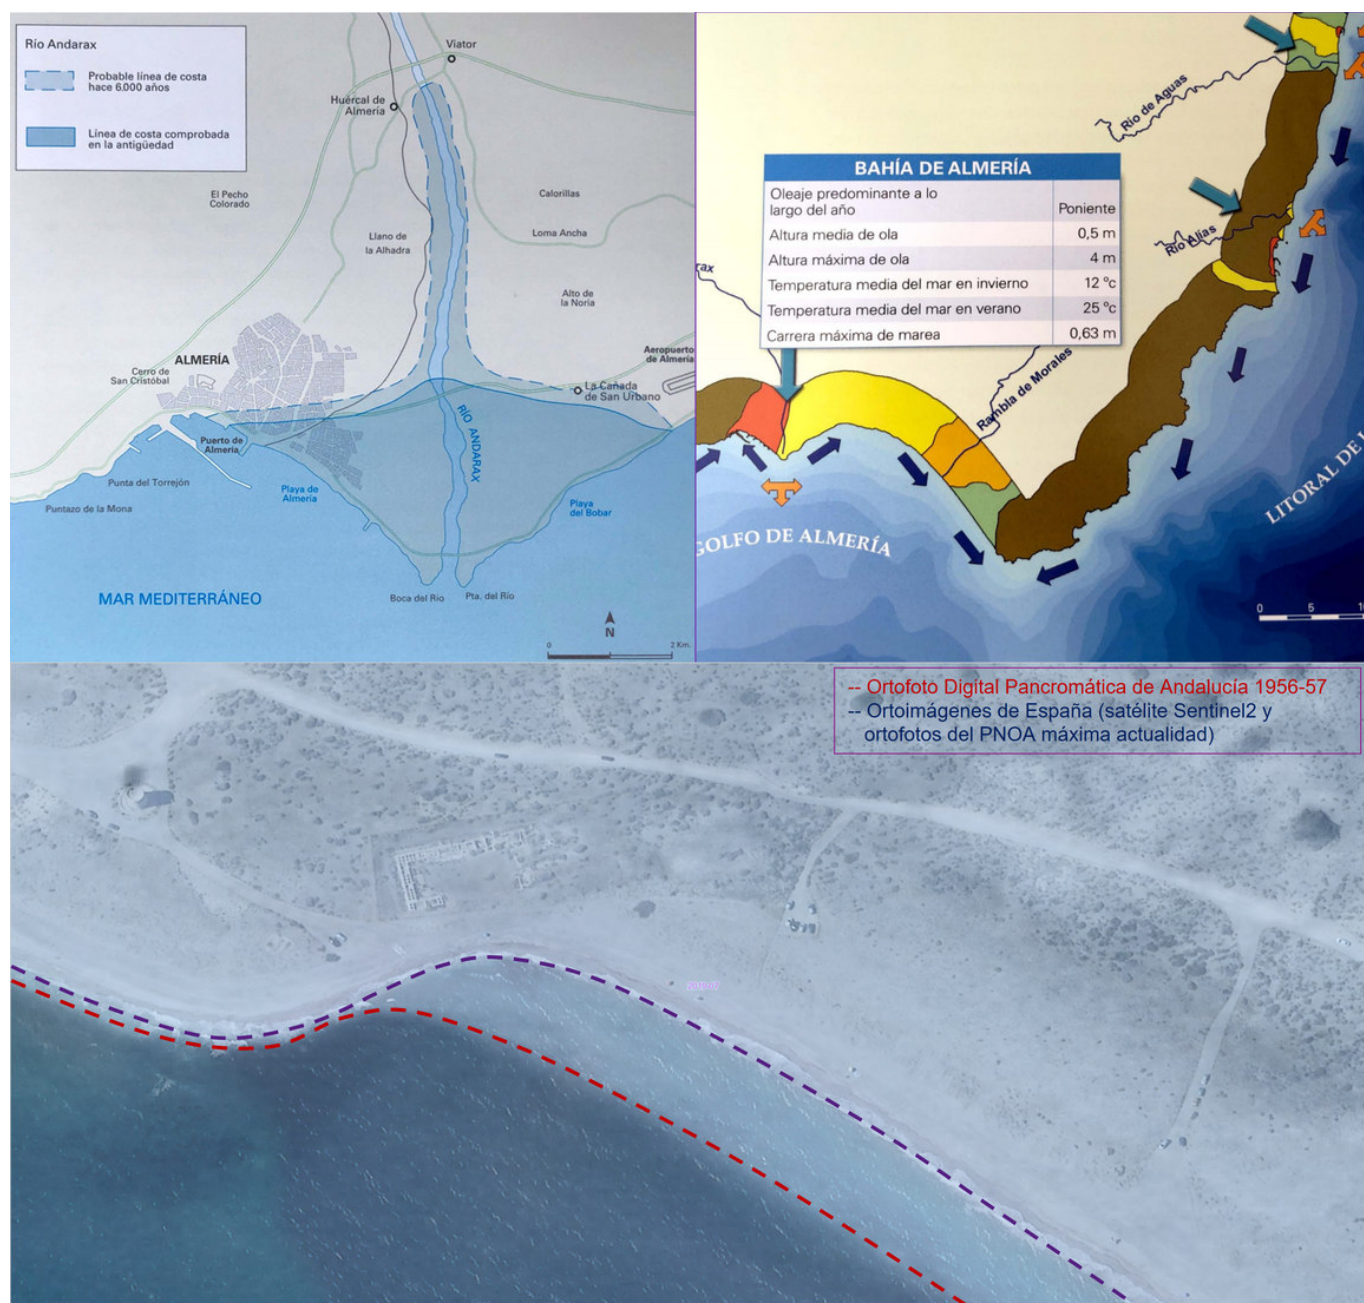 Río Andarax
Probable línea de costa
hace 6.000 años
Línea de costa comprobada
en la antigüedad
Viator
Huércal de
Almería
El Pecho
Colorado
Calorillas
Llano de
la Alhadra
Loma Ancha
Alto de
la Noria
ALMERÍA
Cerro de
San Cristóbal
Aeropuerto
de Almería
La Cañada
de San Urbano
Puerto de
Almería
RÍO ANDARAX
Punta del Torrejón
Playa de
Almería
Playa
del Bobar
Puntazo de la Mona
Boca del Río
Pta. del Río
MAR MEDITERRÁNEO
N
0 2 Km.
Río de Aguas
BAHÍA DE ALMERÍA
Oleaje predominante a lo
largo del año Poniente
Altura media de ola 0,5 m
Altura máxima de ola 4 m
Temperatura media del mar en invierno 12 ºc
Temperatura media del mar en verano 25 ºc
Carrera máxima de marea 0,63 m
Río Alias
rax
Rambla de Morales
GOLFO DE ALMERÍA
LITORAL DE
0 5 10
-- Ortofoto Digital Pancromática de Andalucía 1956-57
-- Ortoimágenes de España (satélite Sentinel2 y
ortofotos del PNOA máxima actualidad)